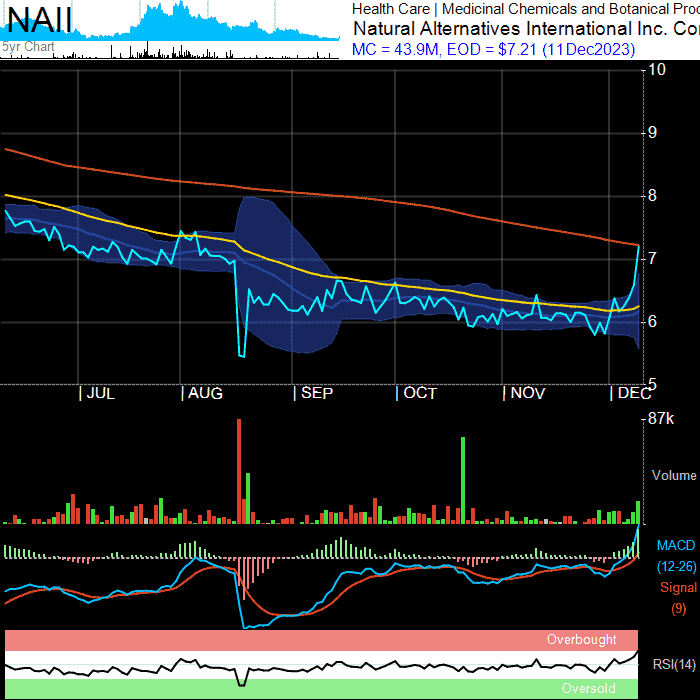 NAII
5yr Chart
Health Care | Medicinal Chemicals and Botanical Proc
Natural Alternatives International Inc. Cor
MC = 43.9M, EOD = $7.21 (11Dec2023)
10
9
8
7
6
5
| JUL | AUG | SEP | OCT | NOV | DEC
87k
Volume
MACD
(12-26)
Signal
(9)
Overbought
RSI(14)
Oversold